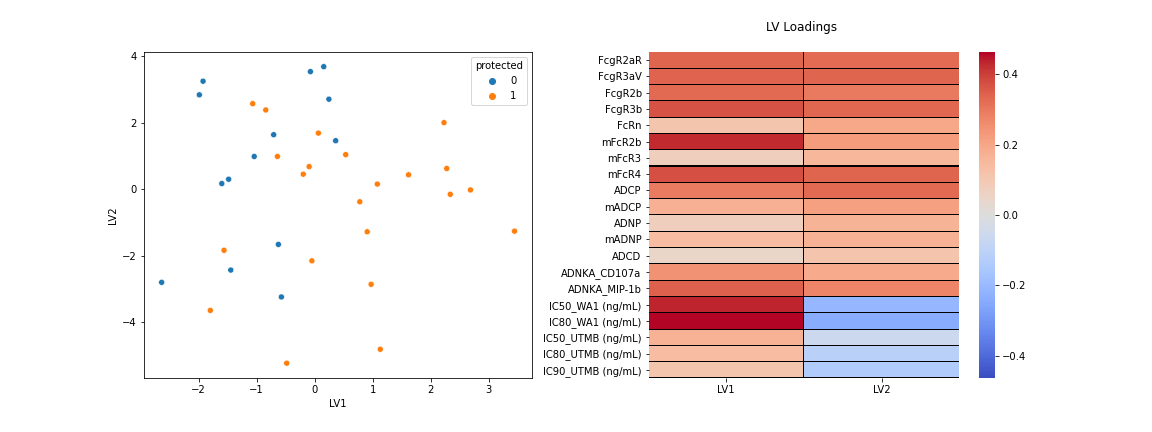 LV Loadings
protected
0
1
4
2
0
−2
−4
LV2
−2
−1
0
1
2
3
LV1
FcgR2aR
FcgR3aV
FcgR2b
FcgR3b
FcRn
mFcR2b
mFcR3
mFcR4
ADCP
mADCP
ADNP
mADNP
ADCD
ADNKA_CD107a
ADNKA_MIP-1b
IC50_WA1 (ng/mL)
IC80_WA1 (ng/mL)
IC50_UTMB (ng/mL)
IC80_UTMB (ng/mL)
IC90_UTMB (ng/mL)
LV1
LV2
0.4
0.2
0.0
−0.2
−0.4